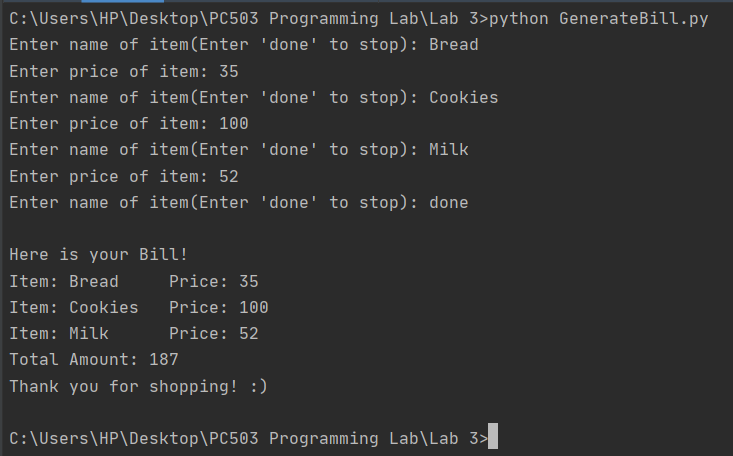 C:\Users\HP\Desktop\PC503 Programming Lab\Lab 3>python GenerateBill.py
Enter name of item(Enter 'done' to stop): Bread
Enter price of item: 35
Enter name of item(Enter 'done' to stop): Cookies
Enter price of item: 100
Enter name of item(Enter 'done' to stop): Milk
Enter price of item: 52
Enter name of item(Enter 'done' to stop): done

Here is your Bill!
Item: Bread     Price: 35
Item: Cookies   Price: 100
Item: Milk      Price: 52
Total Amount: 187
Thank you for shopping! :)

C:\Users\HP\Desktop\PC503 Programming Lab\Lab 3>